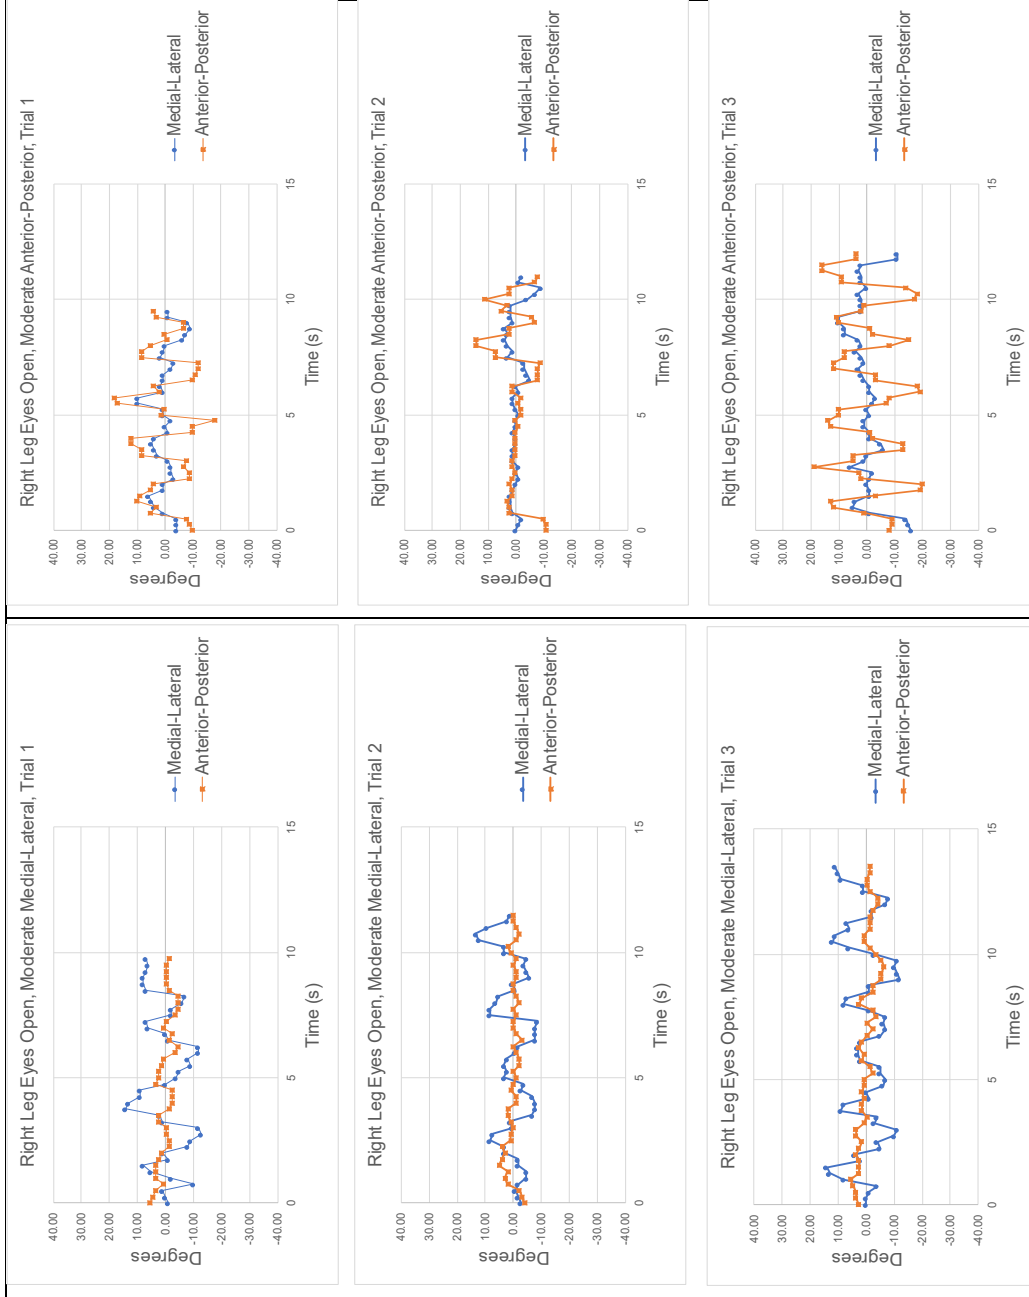 Right Leg Eyes Open, Moderate Medial-Lateral, Trial 1
40.00
30.00
20.00
10.00
0.00
-10.00
-20.00
-30.00
-40.00
Degrees
0 5 10 15
Time (s)
Medial-Lateral
Anterior-Posterior
Right Leg Eyes Open, Moderate Anterior-Posterior, Trial 1
40.00
30.00
20.00
10.00
0.00
-10.00
-20.00
-30.00
-40.00
Degrees
0 5 10 15
Time (s)
Medial-Lateral
Anterior-Posterior
Right Leg Eyes Open, Moderate Medial-Lateral, Trial 2
40.00
30.00
20.00
10.00
0.00
-10.00
-20.00
-30.00
-40.00
Degrees
0 5 10 15
Time (s)
Medial-Lateral
Anterior-Posterior
Right Leg Eyes Open, Moderate Anterior-Posterior, Trial 2
40.00
30.00
20.00
10.00
0.00
-10.00
-20.00
-30.00
-40.00
Degrees
0 5 10 15
Time (s)
Medial-Lateral
Anterior-Posterior
Right Leg Eyes Open, Moderate Medial-Lateral, Trial 3
40.00
30.00
20.00
10.00
0.00
-10.00
-20.00
-30.00
-40.00
Degrees
0 5 10 15
Time (s)
Medial-Lateral
Anterior-Posterior
Right Leg Eyes Open, Moderate Anterior-Posterior, Trial 3
40.00
30.00
20.00
10.00
0.00
-10.00
-20.00
-30.00
-40.00
Degrees
0 5 10 15
Time (s)
Medial-Lateral
Anterior-Posterior